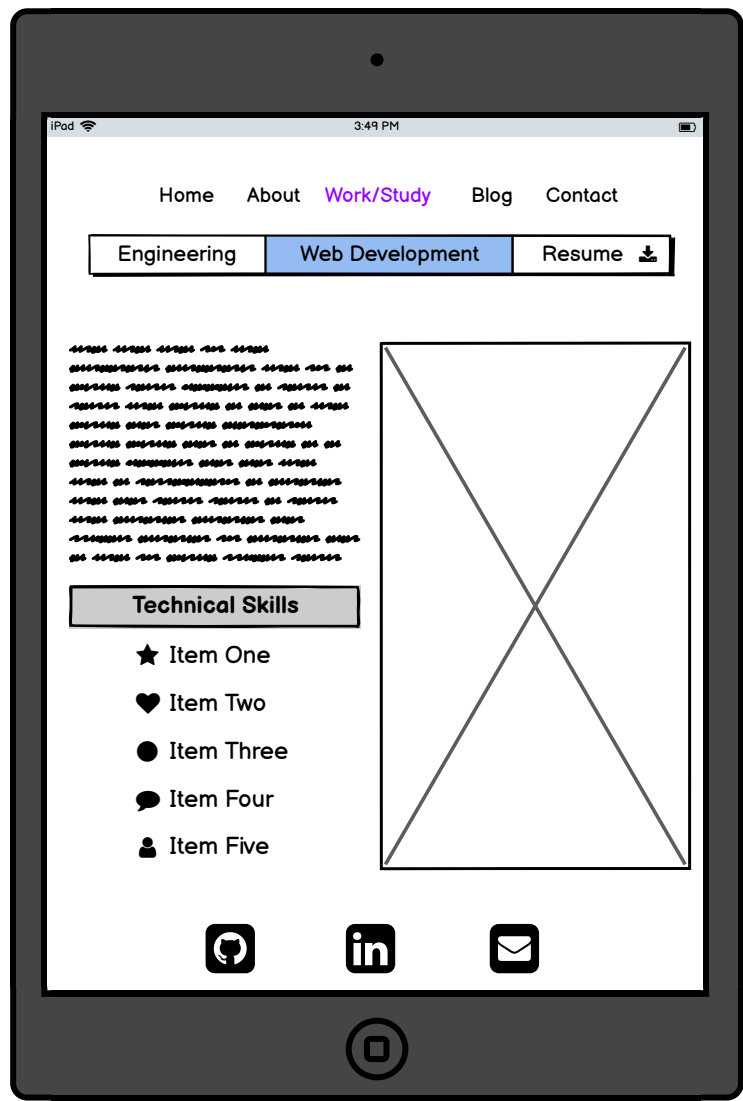 iPad 3:49 PM
Home About Work/Study Blog Contact
Engineering Web Development Resume
Technical Skills
Item One
Item Two
Item Three
Item Four
Item Five
in